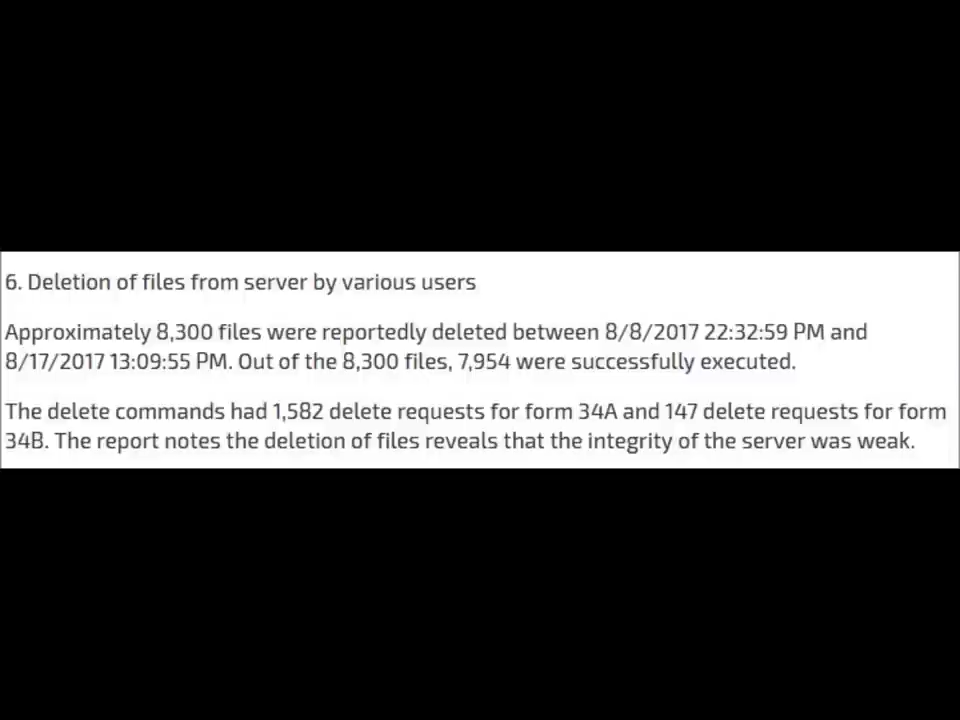 6. Deletion of files from server by various users
Approximately 8,300 files were reportedly deleted between 8/8/2017 22:32:59 PM and
8/17/2017 13:09:55 PM. Out of the 8,300 files, 7,954 were successfully executed.
The delete commands had 1,582 delete requests for form 34A and 147 delete requests for form
34B. The report notes the deletion of files reveals that the integrity of the server was weak.